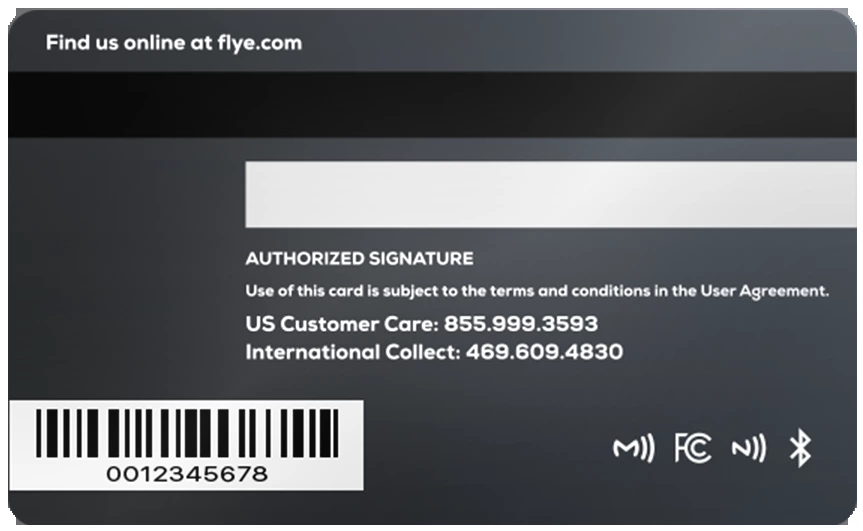 Find us online at flye.com
AUTHORIZED SIGNATURE
Use of this card is subject to the terms and conditions in the User Agreement.
US Customer Care: 855.999.3593
International Collect: 469.609.4830
0012345678
M)) FC N))